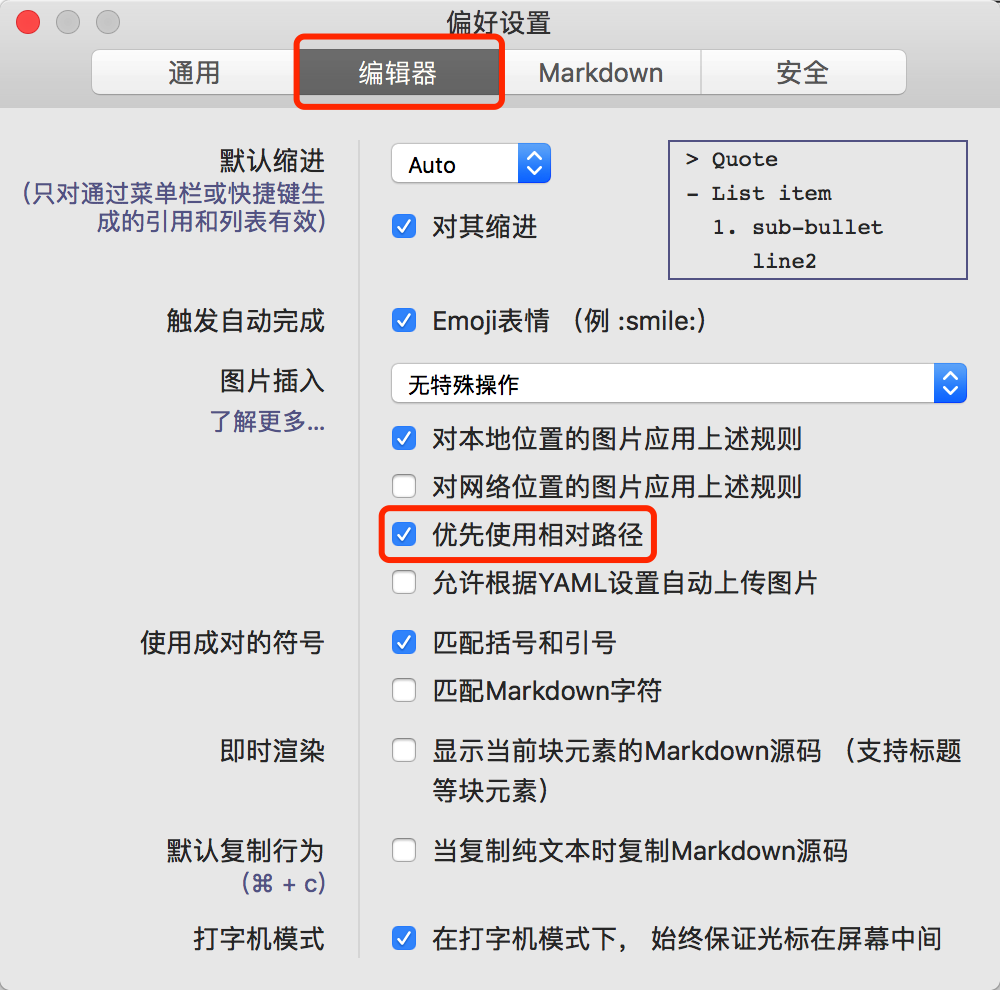 偏好设置
通用 编辑器 Markdown 安全
默认缩进 Auto
(只对通过菜单栏或快捷键生
成的引用和列表有效)
对其缩进
> Quote
- List item
1. sub-bullet
line2
触发自动完成 Emoji表情 （例 :smile:）
图片插入 无特殊操作
了解更多...
对本地位置的图片应用上述规则
对网络位置的图片应用上述规则
优先使用相对路径
允许根据YAML设置自动上传图片
使用成对的符号 匹配括号和引号
匹配Markdown字符
即时渲染 显示当前块元素的Markdown源码 （支持标题
等块元素）
默认复制行为 当复制纯文本时复制Markdown源码
(⌘ + c)
打字机模式 在打字机模式下， 始终保证光标在屏幕中间